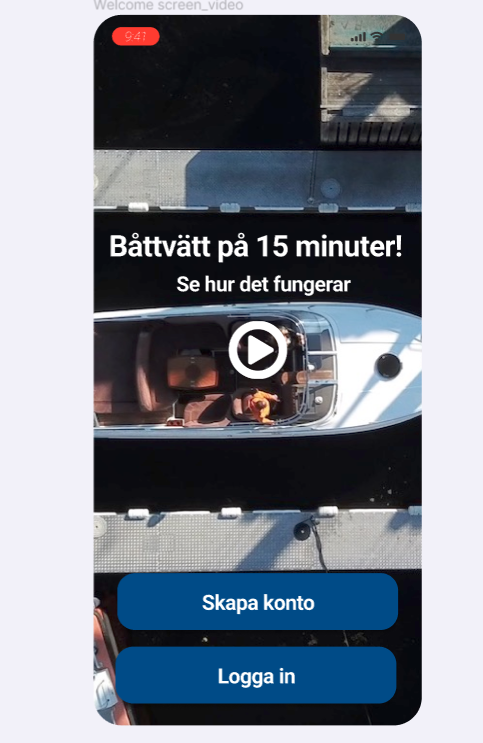 Welcome screen_video
9:41
Båttvätt på 15 minuter!
Se hur det fungerar
Skapa konto
Logga in